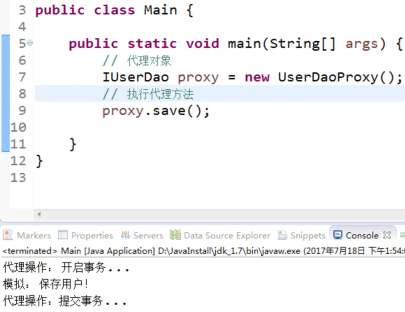 3 public class Main {
4
5 public static void main(String[] args) {
6 // 代理对象
7 IUserDao proxy = new UserDaoProxy();
8 // 执行代理方法
9 proxy.save();
10
11 }
12 }
13
Markers Properties Servers Data Source Explorer Snippets Console
<terminated> Main [Java Application] D:\JavaInstall\jdk_1.7\bin\javaw.exe (2017年7月18日 下午1:54:
代理操作: 开启事务...
模拟: 保存用户!
代理操作: 提交事务...